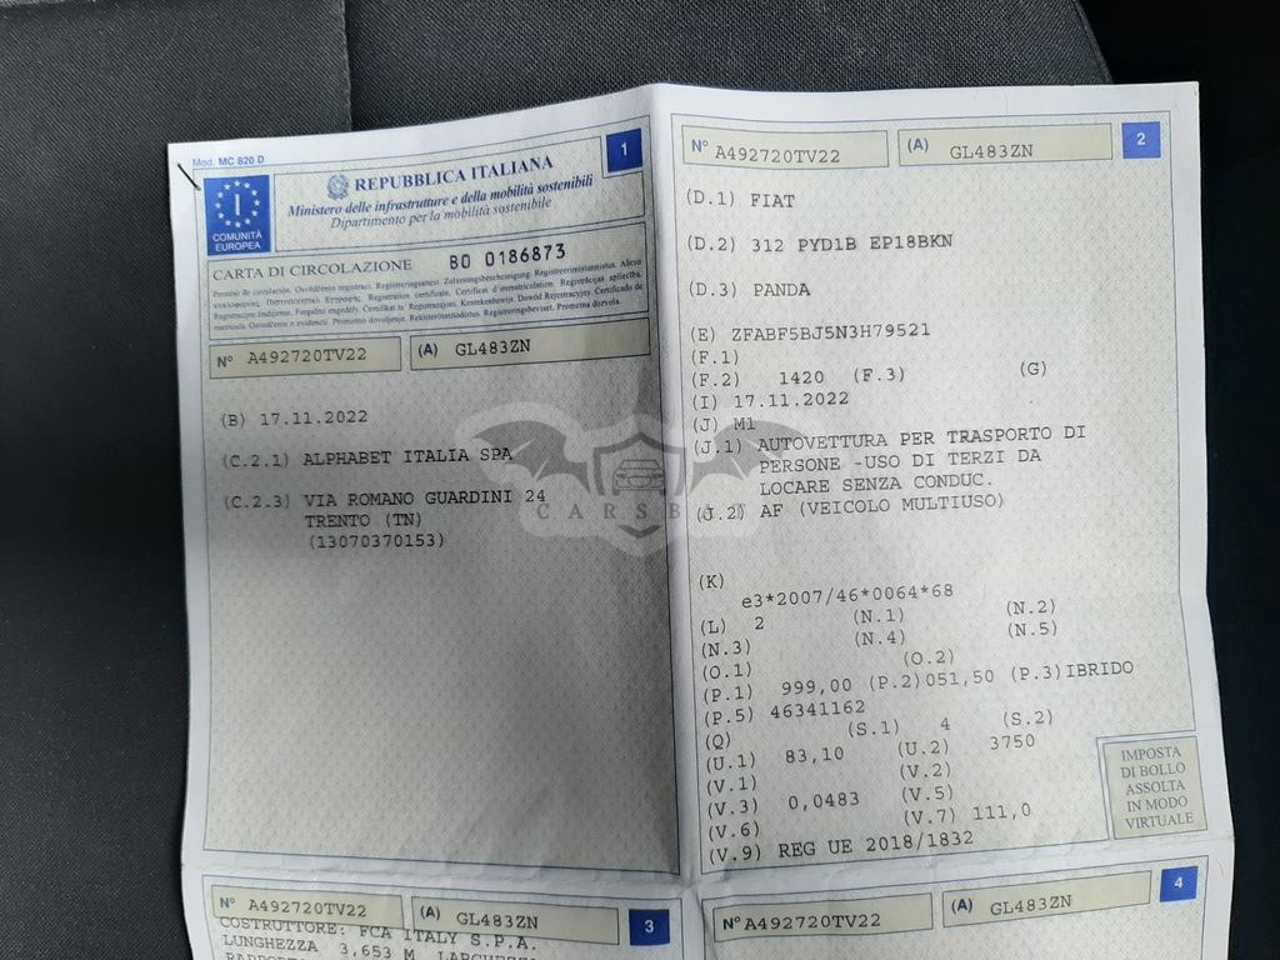 Mod. MC 820 D
1
COMUNITÀ
EUROPEA
REPUBBLICA ITALIANA
Ministero delle infrastrutture e della mobilità sostenibili
Dipartimento per la mobilità sostenibile
CARTA DI CIRCOLAZIONE BO 0186873
N° A492720TV22 (A) GL483ZN
(B) 17.11.2022
(C.2.1) ALPHABET ITALIA SPA
(C.2.3) VIA ROMANO GUARDINI 24
TRENTO (TN)
(13070370153)
N° A492720TV22 (A) GL483ZN 2
(D.1) FIAT
(D.2) 312 PYD1B EP18BKN
(D.3) PANDA
(E) ZFABF5BJ5N3H79521
(F.1)
(F.2) 1420 (F.3) (G)
(I) 17.11.2022
(J) M1
(J.1) AUTOVETTURA PER TRASPORTO DI
PERSONE -USO DI TERZI DA
LOCARE SENZA CONDUC.
(J.2) AF (VEICOLO MULTIUSO)
(K)
e3*2007/46*0064*68
(L) 2 (N.1) (N.2)
(N.3) (N.4) (N.5)
(O.1) (O.2)
(P.1) 999,00 (P.2)051,50 (P.3)IBRIDO
(P.5) 46341162
(Q) (S.1) 4 (S.2)
(U.1) 83,10 (U.2) 3750
(V.1) (V.2)
(V.3) 0,0483 (V.5)
(V.6) (V.7) 111,0
(V.9) REG UE 2018/1832
IMPOSTA
DI BOLLO
ASSOLTA
IN MODO
VIRTUALE
N° A492720TV22 (A) GL483ZN 3
COSTRUTTORE: FCA ITALY S.P.A.
LUNGHEZZA 3,653 M
N° A492720TV22 (A) GL483ZN 4